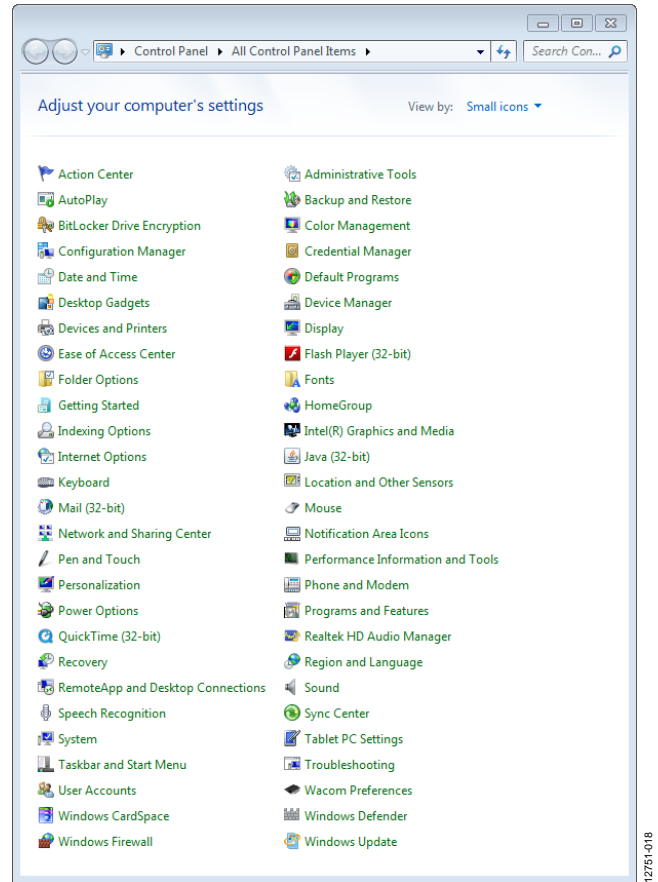 Control Panel All Control Panel Items Search Con...
Adjust your computer's settings View by: Small icons
Action Center Administrative Tools
AutoPlay Backup and Restore
BitLocker Drive Encryption Color Management
Configuration Manager Credential Manager
Date and Time Default Programs
Desktop Gadgets Device Manager
Devices and Printers Display
Ease of Access Center Flash Player (32-bit)
Folder Options Fonts
Getting Started HomeGroup
Indexing Options Intel(R) Graphics and Media
Internet Options Java (32-bit)
Keyboard Location and Other Sensors
Mail (32-bit) Mouse
Network and Sharing Center Notification Area Icons
Pen and Touch Performance Information and Tools
Personalization Phone and Modem
Power Options Programs and Features
QuickTime (32-bit) Realtek HD Audio Manager
Recovery Region and Language
RemoteApp and Desktop Connections Sound
Speech Recognition Sync Center
System Tablet PC Settings
Taskbar and Start Menu Troubleshooting
User Accounts Wacom Preferences
Windows CardSpace Windows Defender
Windows Firewall Windows Update
12751-018